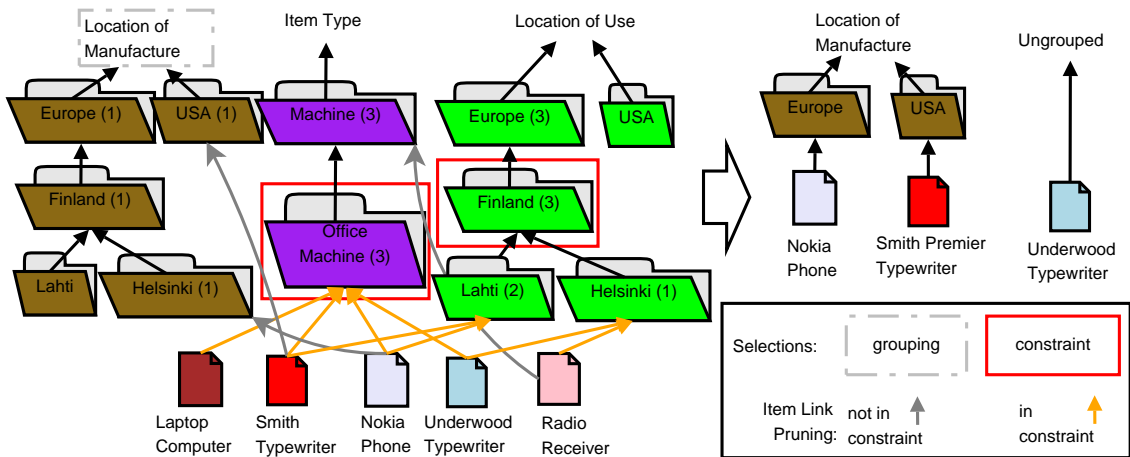 Location of
Manufacture
Item Type
Location of Use
Location of
Manufacture
Ungrouped
Europe (1)
USA (1)
Machine (3)
Europe (3)
USA
Europe
USA
Finland (1)
Finland (3)
Office
Machine (3)
Lahti
Helsinki (1)
Lahti (2)
Helsinki (1)
Nokia
Phone
Smith Premier
Typewriter
Underwood
Typewriter
Laptop
Computer
Smith
Typewriter
Nokia
Phone
Underwood
Typewriter
Radio
Receiver
Selections:
grouping
constraint
Item Link
Pruning:
not in
constraint
in
constraint